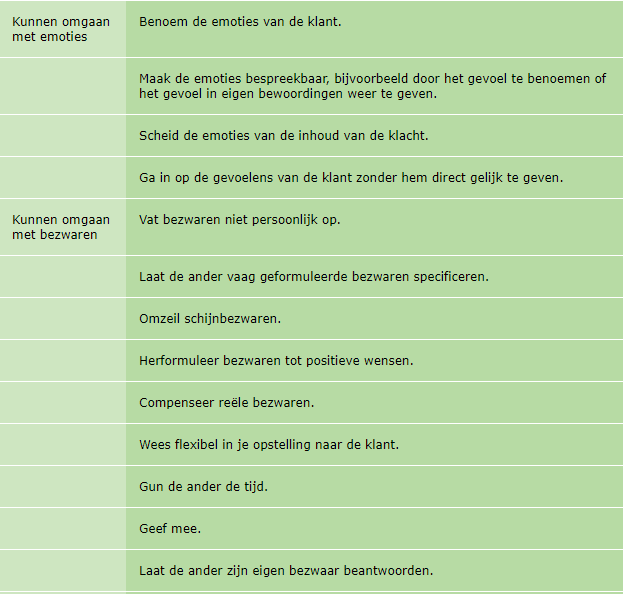 Kunnen omgaan
met emoties
Benoem de emoties van de klant.
Maak de emoties bespreekbaar, bijvoorbeeld door het gevoel te benoemen of
het gevoel in eigen bewoordingen weer te geven.
Scheid de emoties van de inhoud van de klacht.
Ga in op de gevoelens van de klant zonder hem direct gelijk te geven.
Kunnen omgaan
met bezwaren
Vat bezwaren niet persoonlijk op.
Laat de ander vaag geformuleerde bezwaren specificeren.
Omzeil schijnbezwaren.
Herformuleer bezwaren tot positieve wensen.
Compenseer reële bezwaren.
Wees flexibel in je opstelling naar de klant.
Gun de ander de tijd.
Geef mee.
Laat de ander zijn eigen bezwaar beantwoorden.